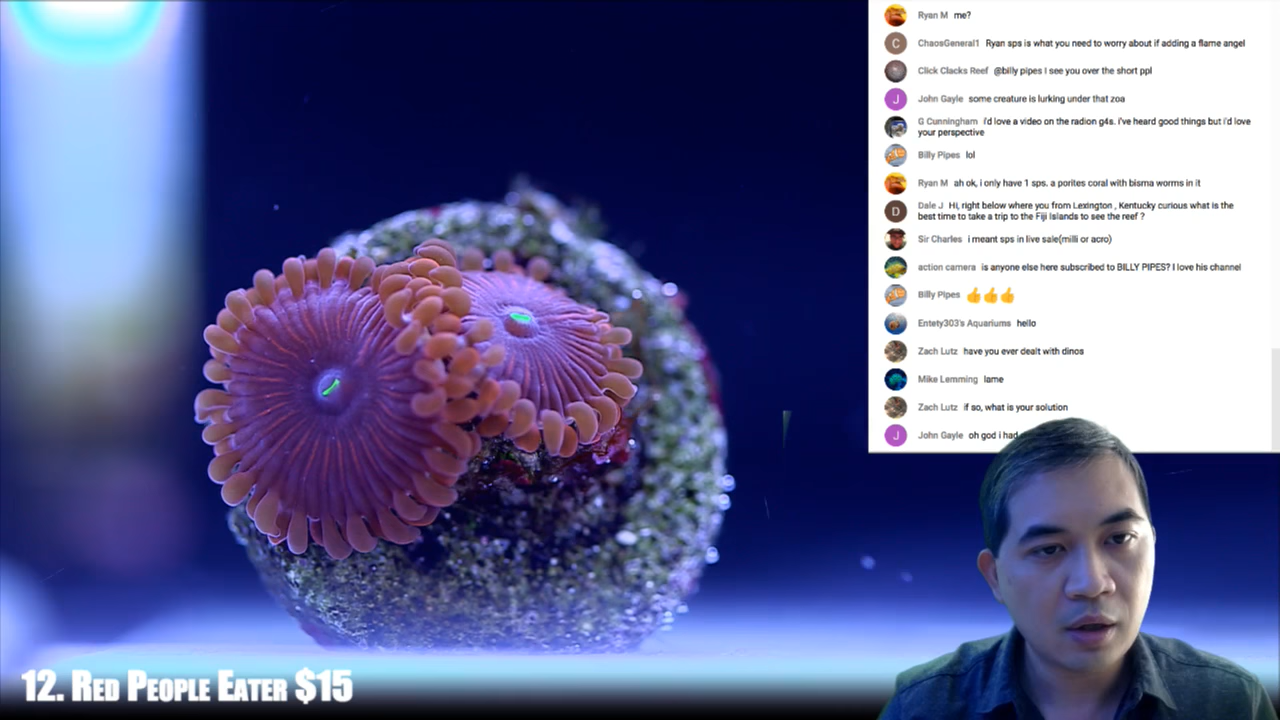 Ryan M me?
ChaosGeneral1 Ryan sps is what you need to worry about if adding a flame angel
Click Clacks Reef @billy pipes I see you over the short ppl
J John Gayle some creature is lurking under that zoa
G Cunningham i'd love a video on the radion g4s. i've heard good things but i'd love
your perspective
Billy Pipes lol
Ryan M ah ok, i only have 1 sps. a porites coral with bisma worms in it
D Dale J Hi, right below where you from Lexington , Kentucky curious what is the
best time to take a trip to the Fiji Islands to see the reef ?
Sir Charles i meant sps in live sale(milli or acro)
action camera is anyone else here subscribed to BILLY PIPES? I love his channel
Billy Pipes 👍👍👍
Entety303's Aquariums hello
Zach Lutz have you ever dealt with dinos
Mike Lemming lame
Zach Lutz if so, what is your solution
J John Gayle oh god i had
12. Red People Eater $15